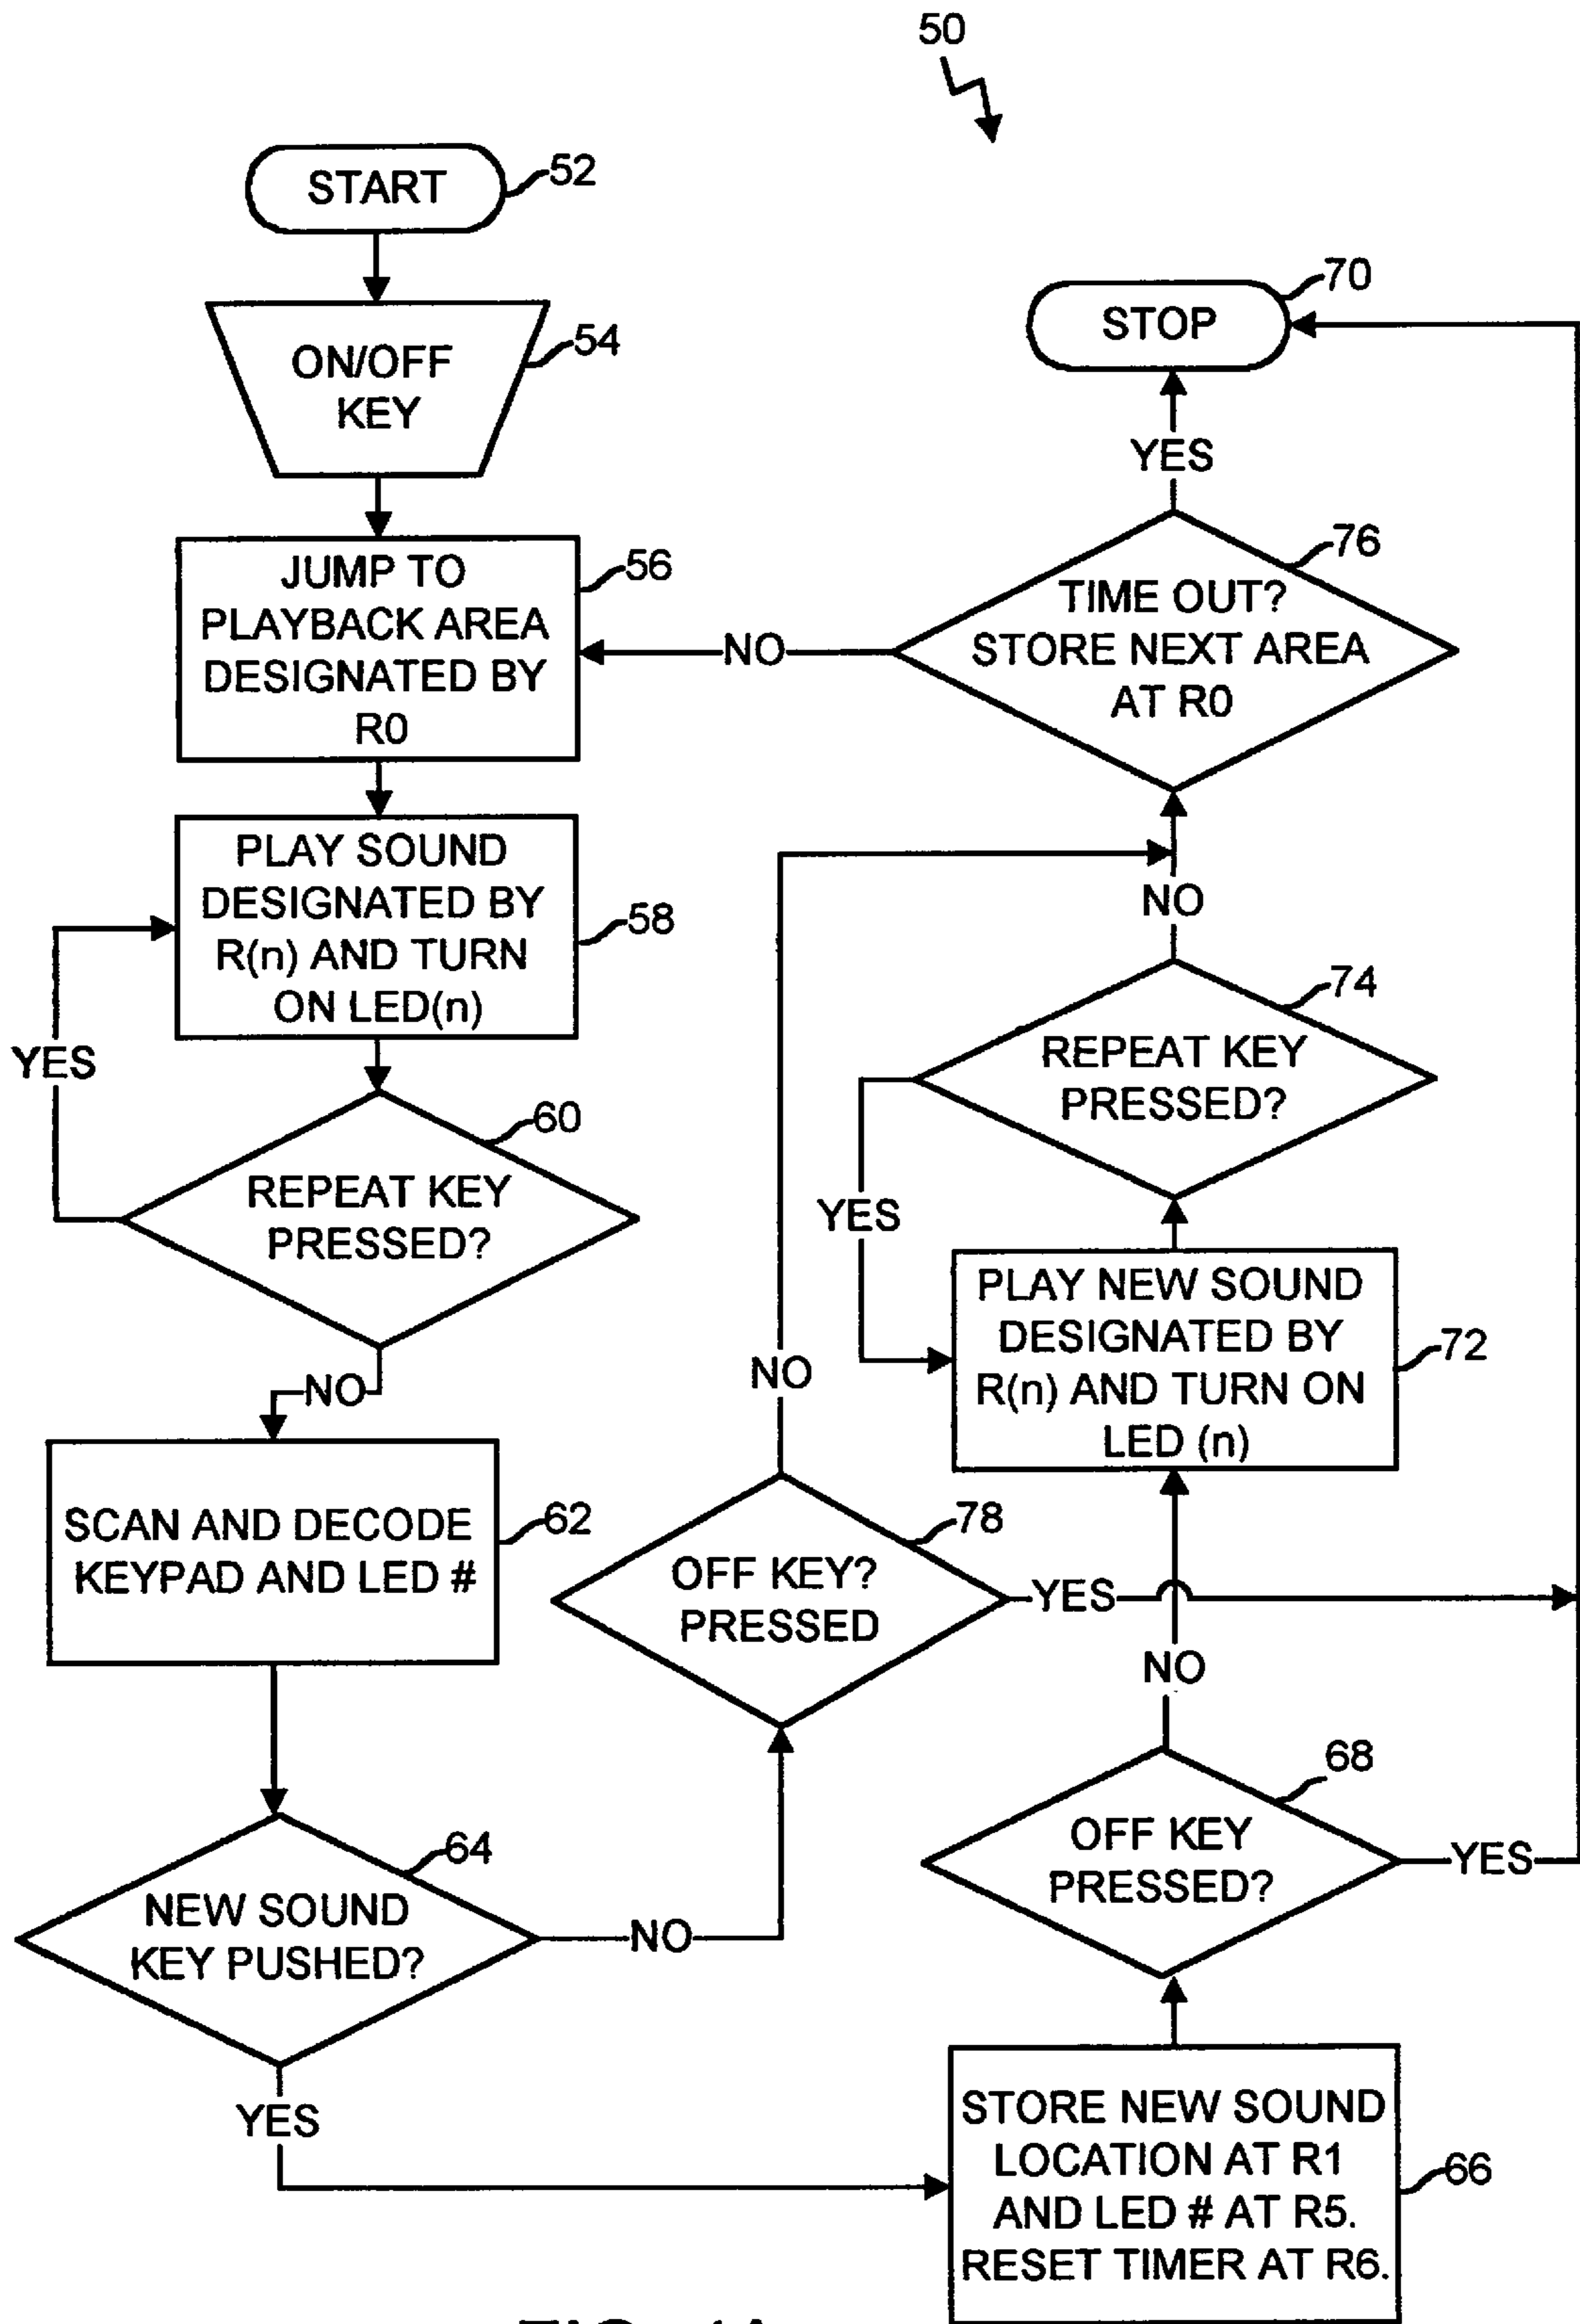 50
START
52
ON/OFF
KEY
54
JUMP TO
PLAYBACK AREA
DESIGNATED BY
R0
56
PLAY SOUND
DESIGNATED BY
R(n) AND TURN
ON LED(n)
58
YES
REPEAT KEY
PRESSED?
60
NO
SCAN AND DECODE
KEYPAD AND LED #
62
NEW SOUND
KEY PUSHED?
64
NO
YES
STORE NEW SOUND
LOCATION AT R1
AND LED # AT R5.
RESET TIMER AT R6.
66
OFF KEY
PRESSED?
68
YES
NO
OFF KEY?
PRESSED
78
YES
NO
PLAY NEW SOUND
DESIGNATED BY
R(n) AND TURN ON
LED (n)
72
REPEAT KEY
PRESSED?
74
YES
NO
TIME OUT?
STORE NEXT AREA
AT R0
76
NO
YES
STOP
70